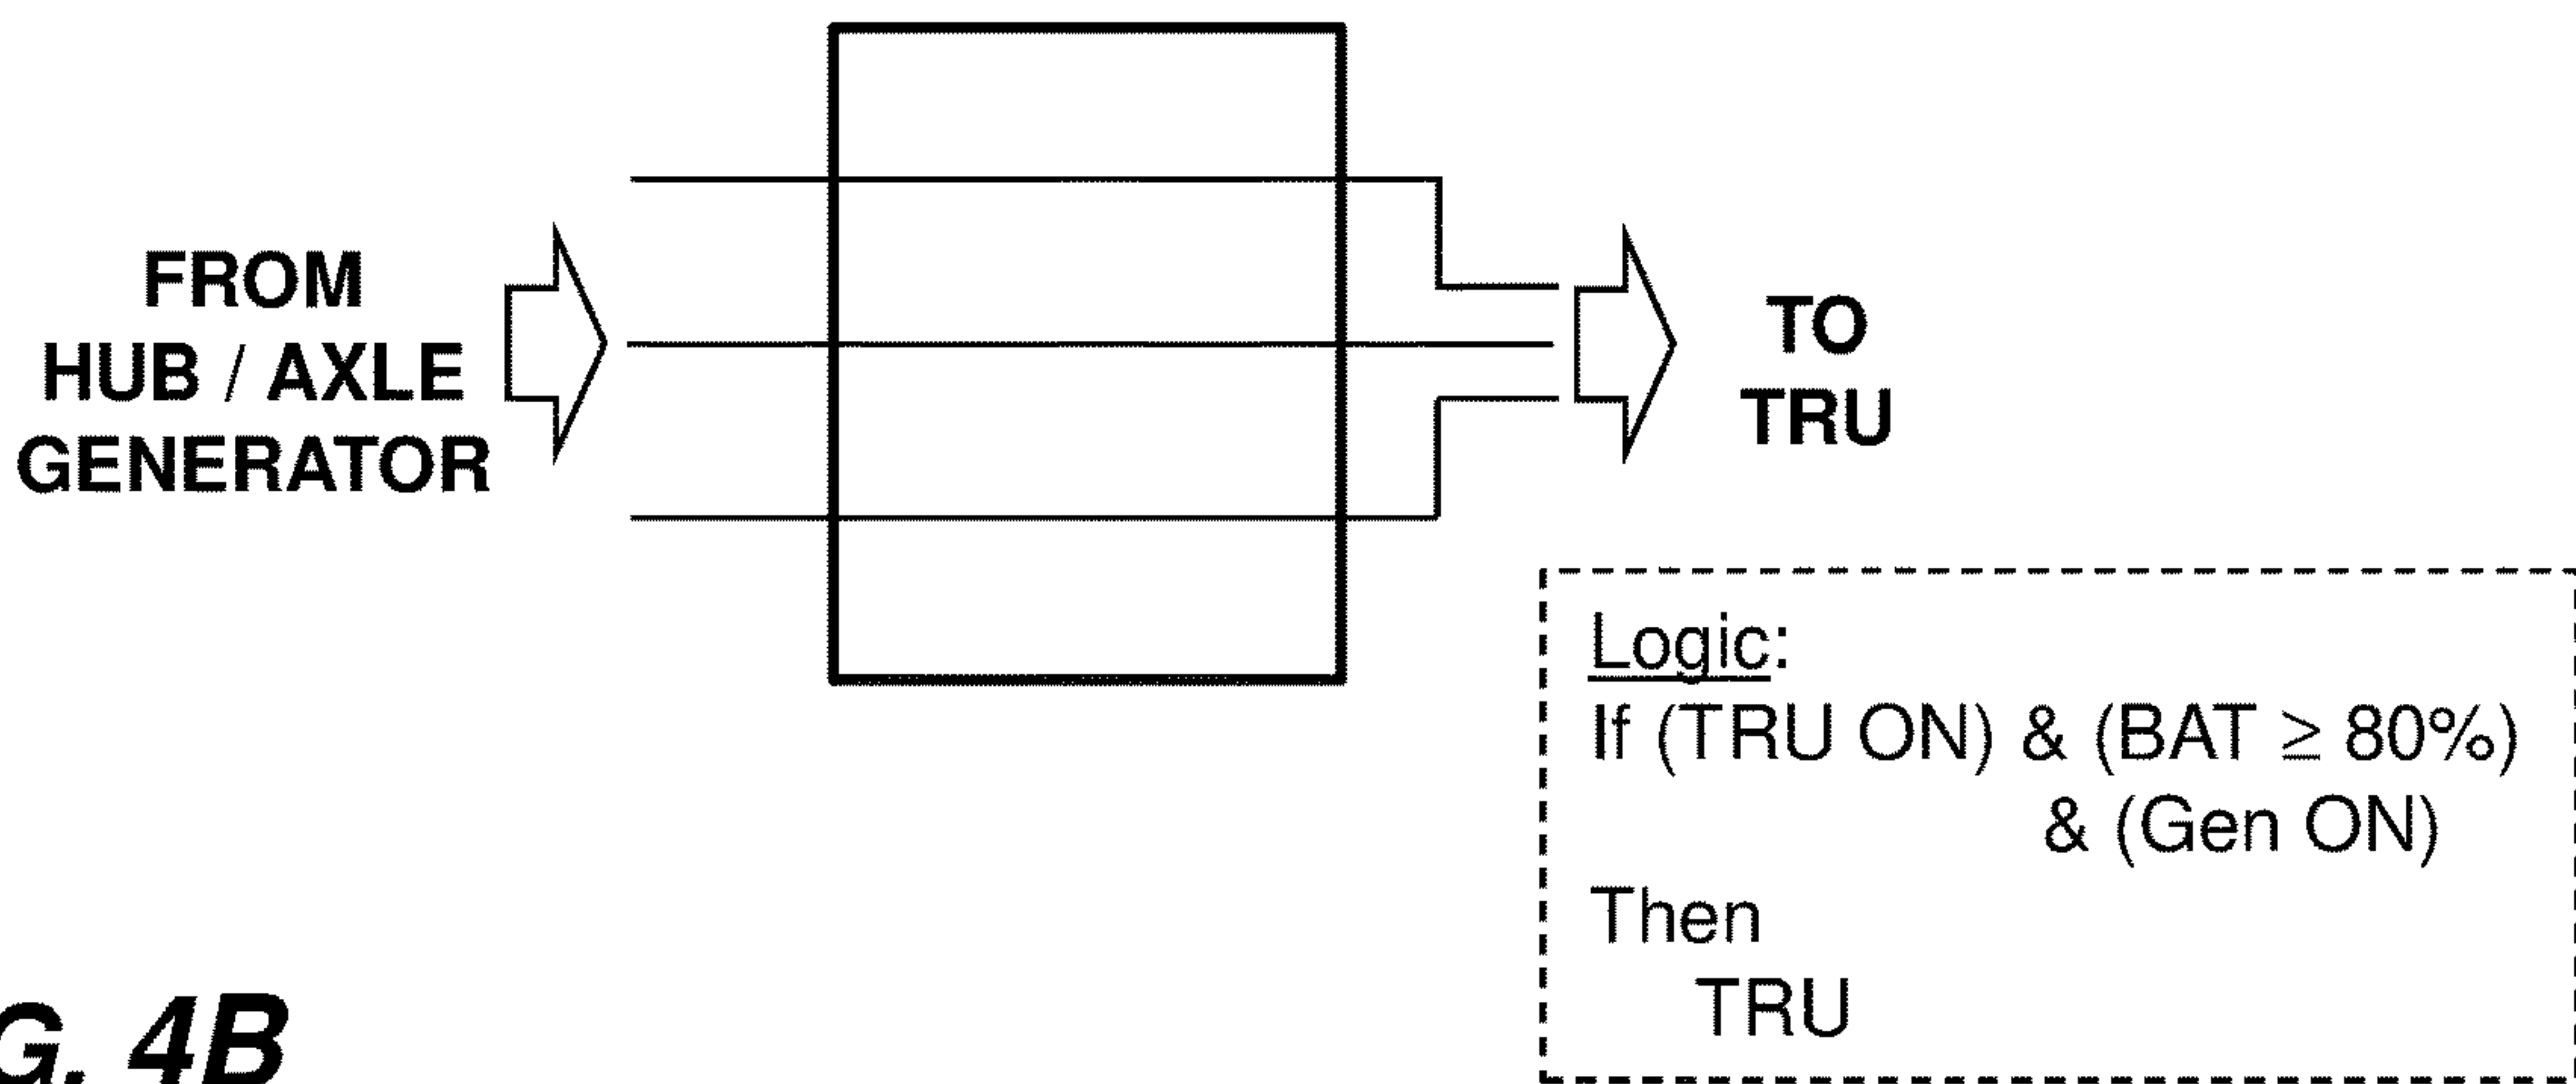 FROM
HUB / AXLE
GENERATOR
TO
TRU
Logic:
If (TRU ON) & (BAT ≥ 80%)
& (Gen ON)
Then
TRU
G. 4B